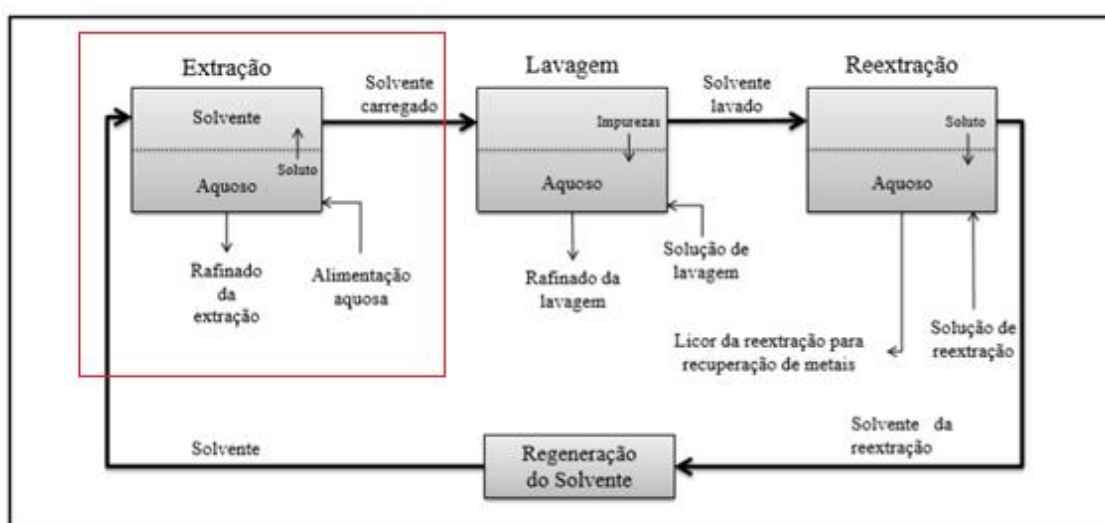 Extração
Solvente
Soluto
Aquoso
Rafinado
da
extração
Alimentação
aquosa
Solvente
carregado
Lavagem
Impurezas
Aquoso
Rafinado da
lavagem
Solução de
lavagem
Solvente
lavado
Reextração
Soluto
Aquoso
Licor da reextração para
recuperação de metais
Solução de
reextração
Solvente da
reextração
Regeneração
do Solvente
Solvente